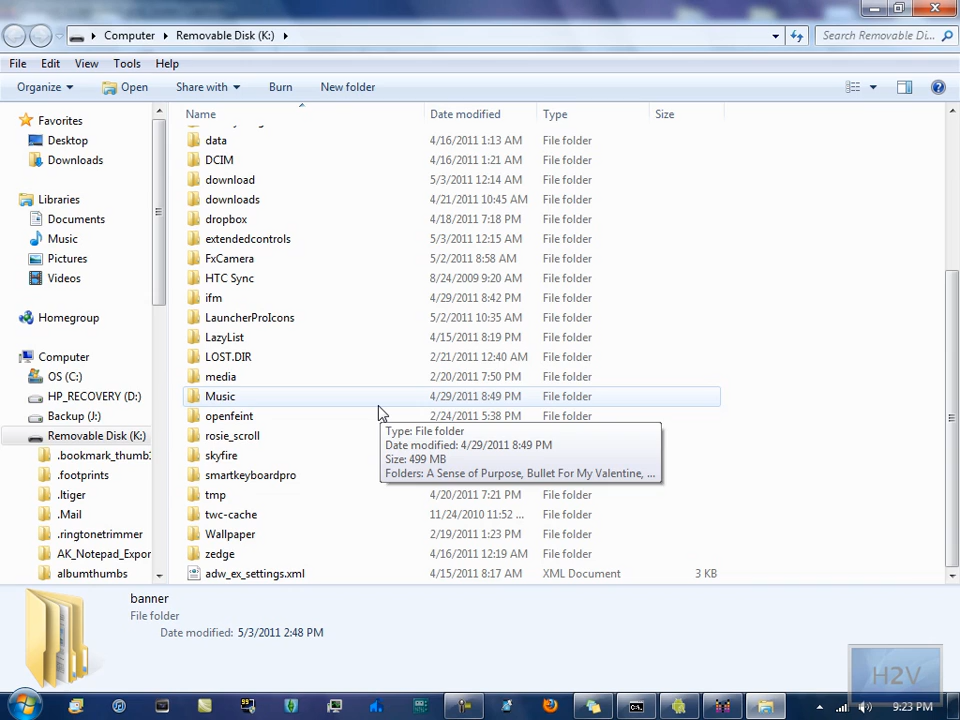 Computer Removable Disk (K:) Search Removable Di...
File Edit View Tools Help
Organize Open Share with Burn New folder
Name Date modified Type Size
data 4/16/2011 1:13 AM File folder
DCIM 4/16/2011 1:21 AM File folder
download 5/3/2011 12:14 AM File folder
downloads 4/21/2011 10:45 AM File folder
dropbox 4/18/2011 7:18 PM File folder
extendedcontrols 5/3/2011 12:15 AM File folder
FxCamera 5/2/2011 8:58 AM File folder
HTC Sync 8/24/2009 9:20 AM File folder
ifm 4/29/2011 8:42 PM File folder
LauncherProIcons 5/2/2011 10:35 AM File folder
LazyList 4/15/2011 8:19 PM File folder
LOST.DIR 2/21/2011 12:40 AM File folder
media 2/20/2011 7:50 PM File folder
Music 4/29/2011 8:49 PM File folder
openfeint 2/24/2011 5:38 PM File folder
rosie_scroll
skyfire
smartkeyboardpro
tmp 4/20/2011 7:21 PM File folder
twc-cache 11/24/2010 11:52 ... File folder
Wallpaper 2/19/2011 1:23 PM File folder
zedge 4/16/2011 12:19 AM File folder
adw_ex_settings.xml 4/15/2011 8:17 AM XML Document 3 KB
Type: File folder
Date modified: 4/29/2011 8:49 PM
Size: 499 MB
Folders: A Sense of Purpose, Bullet For My Valentine, ...
Favorites
Desktop
Downloads
Libraries
Documents
Music
Pictures
Videos
Homegroup
Computer
OS (C:)
HP_RECOVERY (D:)
Backup (J:)
Removable Disk (K:)
.bookmark_thumb
.footprints
.Itiger
.Mail
.ringtonetrimmer
AK_Notepad_Expor
albumthumbs
banner
File folder
Date modified: 5/3/2011 2:48 PM
H2V
9:23 PM